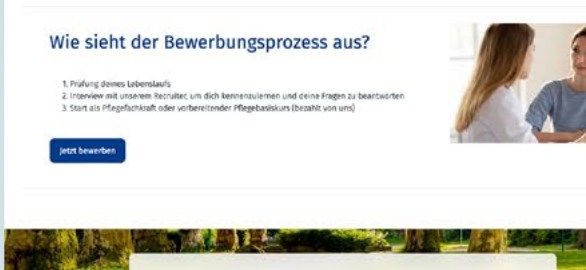 Wie sieht der Bewerbungsprozess aus?
1. Prüfung deines Lebenslaufs
2. Interview mit unserem Recruiter, um dich kennenzulernen und deine Fragen zu beantworten
3. Start als Pflegefachkraft oder vorbereitender Pflegebasiskurs (bezahlt von uns)
Jetzt bewerben